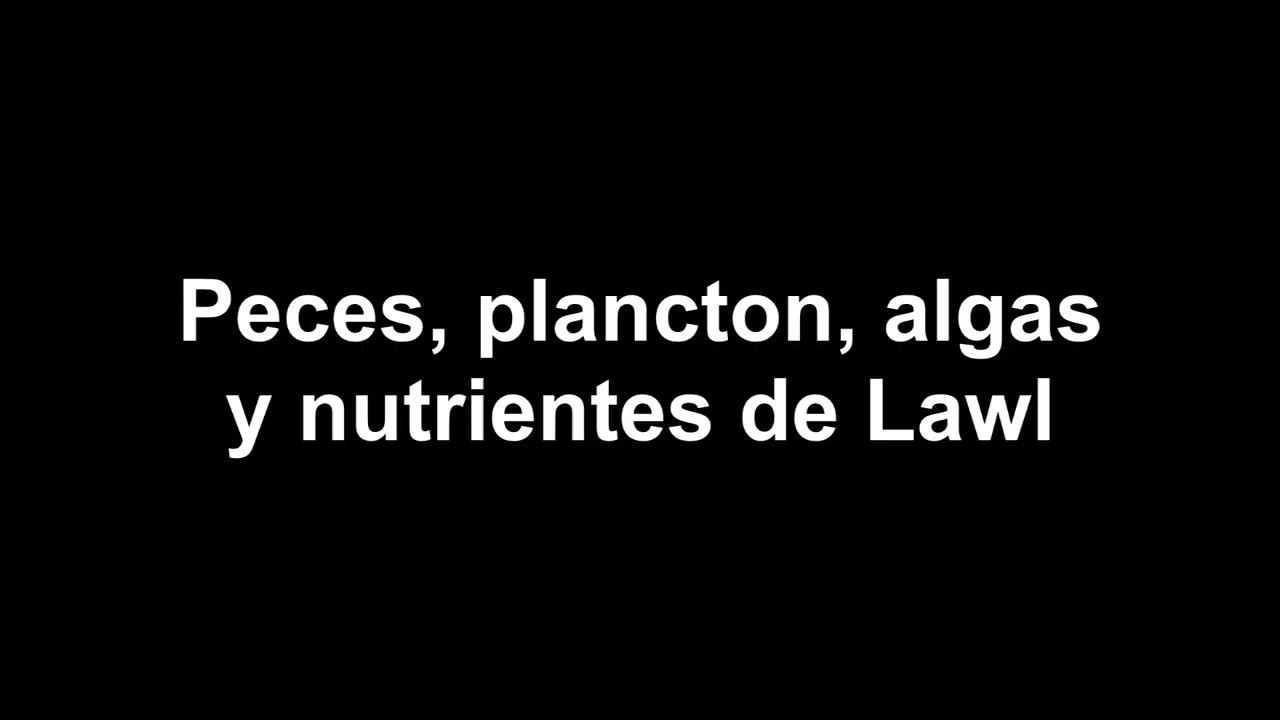 Peces, plancton, algas
y nutrientes de Lawl